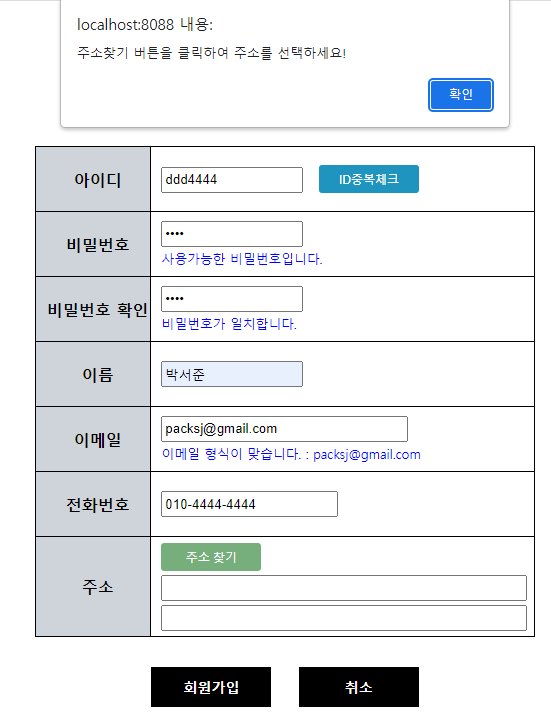 localhost:8088 내용:
주소찾기 버튼을 클릭하여 주소를 선택하세요!
확인
아이디 ddd4444 ID중복체크
비밀번호 ••••
사용가능한 비밀번호입니다.
비밀번호 확인 ••••
비밀번호가 일치합니다.
이름 박서준
이메일 packsj@gmail.com
이메일 형식이 맞습니다. : packsj@gmail.com
전화번호 010-4444-4444
주소 찾기
주소
회원가입 취소